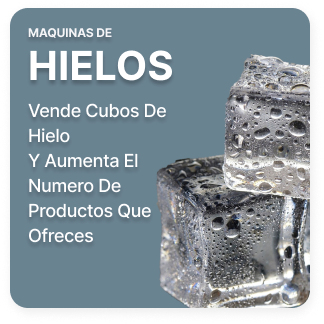 MAQUINAS DE
HIELOS
Vende Cubos De
Hielo
Y Aumenta El
Numero De
Productos Que
Ofreces